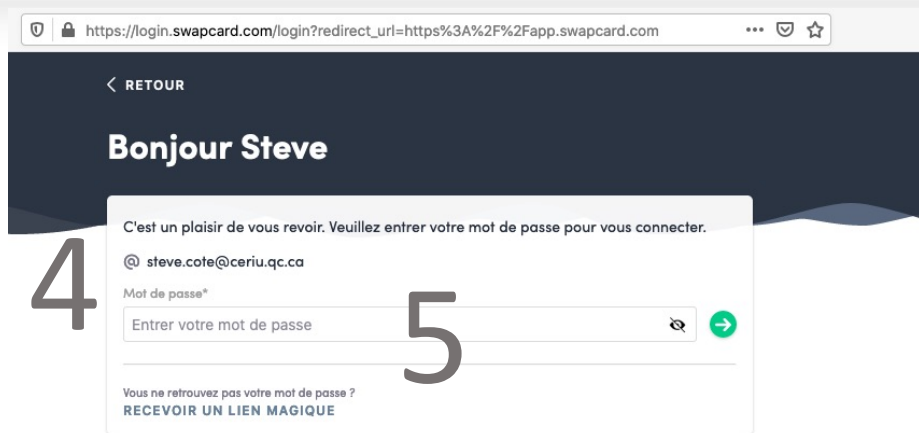 https://login.swapcard.com/login?redirect_url=https%3A%2F%2Fapp.swapcard.com
RETOUR
Bonjour Steve
C'est un plaisir de vous revoir. Veuillez entrer votre mot de passe pour vous connecter.
@ steve.cote@ceriu.qc.ca
4
Mot de passe*
Entrer votre mot de passe
5
Vous ne retrouvez pas votre mot de passe ?
RECEVOIR UN LIEN MAGIQUE